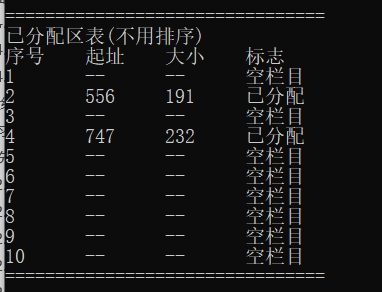 ================================
已分配区表(不用排序)
序号 起址 大小 标志
1 -- -- 空栏目
2 556 191 已分配
3 -- -- 空栏目
4 747 232 已分配
5 -- -- 空栏目
6 -- -- 空栏目
7 -- -- 空栏目
8 -- -- 空栏目
9 -- -- 空栏目
10 -- -- 空栏目
================================